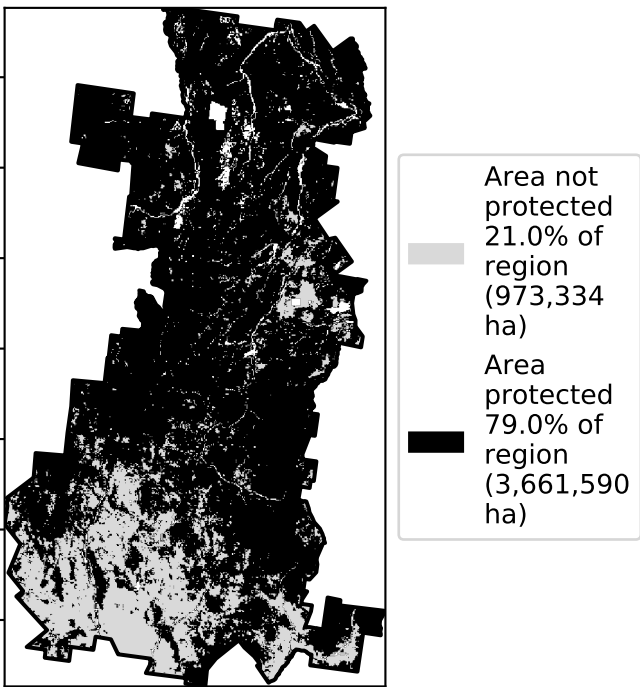 Area not
protected
21.0% of
region
(973,334
ha)
Area
protected
79.0% of
region
(3,661,590
ha)